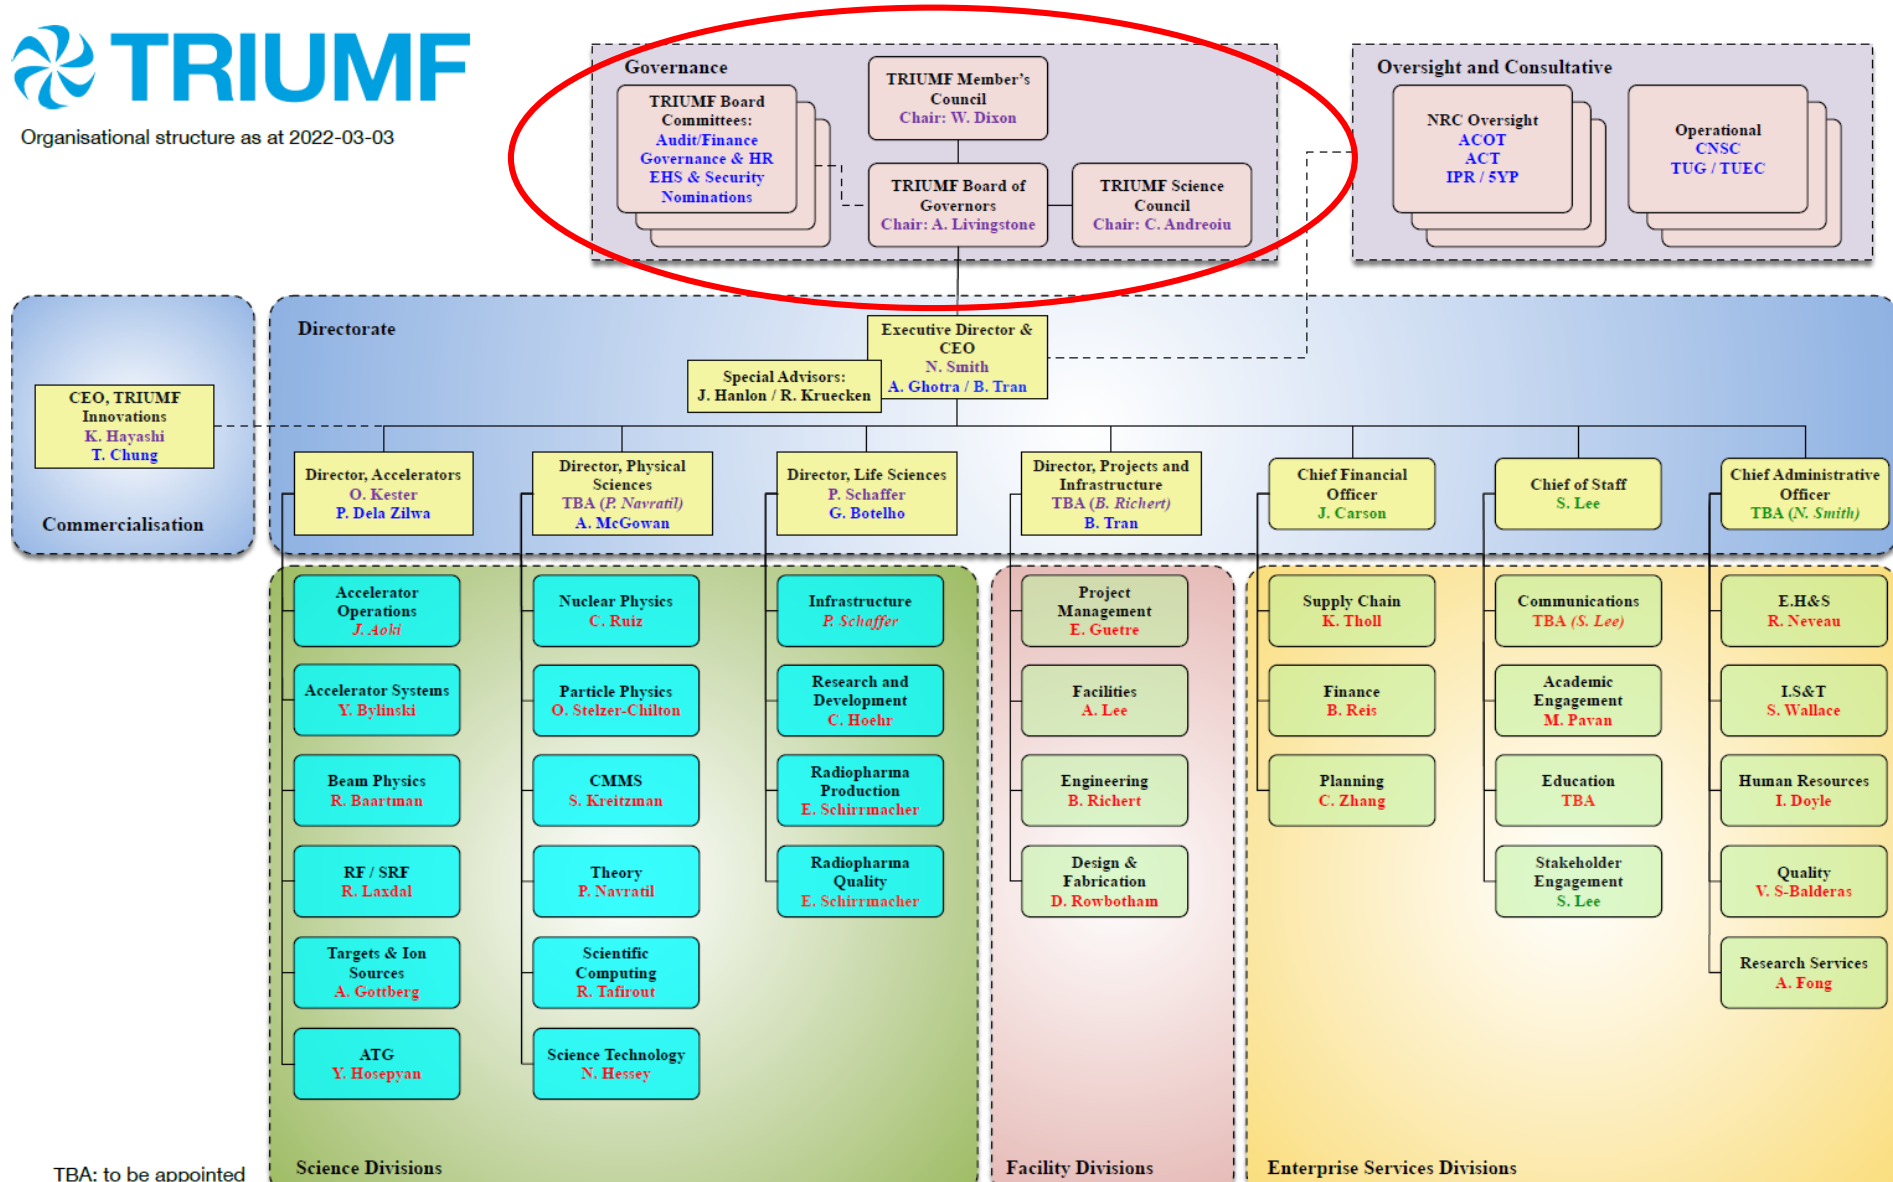 TRIUMF
Organisational structure as at 2022-03-03
Governance
TRIUMF Board
Committees:
Audit/Finance
Governance & HR
EHS & Security
Nominations
TRIUMF Member's
Council
Chair: W. Dixon
TRIUMF Board of
Governors
Chair: A. Livingstone
TRIUMF Science
Council
Chair: C. Andreoiu
Oversight and Consultative
NRC Oversight
ACOT
ACT
IPR / 5YP
Operational
CNSC
TUG / TUEC
Directorate
Executive Director &
CEO
N. Smith
A. Ghotra / B. Tran
Special Advisors:
J. Hanlon / R. Kruecken
CEO, TRIUMF
Innovations
K. Hayashi
T. Chung
Commercialisation
Director, Accelerators
O. Kester
P. Dela Zilwa
Director, Physical
Sciences
TBA (P. Navratil)
A. McGowan
Director, Life Sciences
P. Schaffer
G. Botelho
Director, Projects and
Infrastructure
TBA (B. Richert)
B. Tran
Chief Financial
Officer
J. Carson
Chief of Staff
S. Lee
Chief Administrative
Officer
TBA (N. Smith)
Accelerator
Operations
J. Aoki
Accelerator Systems
Y. Bylinski
Beam Physics
R. Baartman
RF / SRF
R. Laxdal
Targets & Ion
Sources
A. Gottberg
ATG
Y. Hosepyan
Nuclear Physics
C. Ruiz
Particle Physics
O. Stelzer-Chilton
CMMS
S. Kreitzman
Theory
P. Navratil
Scientific
Computing
R. Tafirout
Science Technology
N. Hessey
Infrastructure
P. Schaffer
Research and
Development
C. Hoehr
Radiopharma
Production
E. Schirrmacher
Radiopharma
Quality
E. Schirrmacher
Project
Management
E. Guetre
Facilities
A. Lee
Engineering
B. Richert
Design &
Fabrication
D. Rowbotham
Supply Chain
K. Tholl
Finance
B. Reis
Planning
C. Zhang
Communications
TBA (S. Lee)
Academic
Engagement
M. Pavan
Education
TBA
Stakeholder
Engagement
S. Lee
E.H&S
R. Neveau
I.S&T
S. Wallace
Human Resources
I. Doyle
Quality
V. S-Balderas
Research Services
A. Fong
Science Divisions
Facility Divisions
Enterprise Services Divisions
TBA: to be appointed